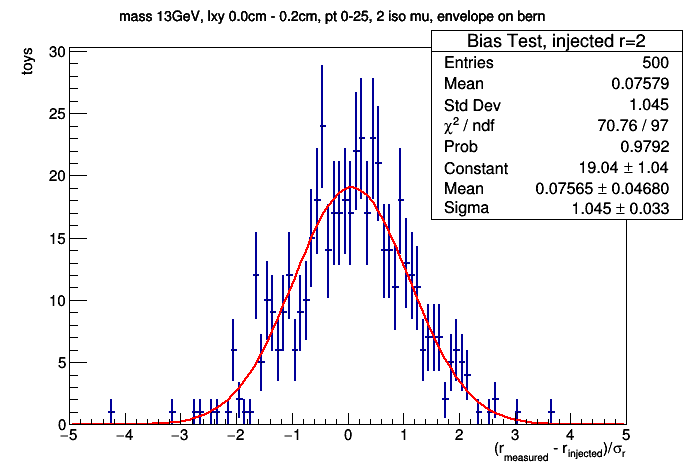 mass 13GeV, lxy 0.0cm - 0.2cm, pt 0-25, 2 iso mu, envelope on bern
Bias Test, injected r=2
Entries 500
Mean 0.07579
Std Dev 1.045
χ² / ndf 70.76 / 97
Prob 0.9792
Constant 19.04 ± 1.04
Mean 0.07565 ± 0.04680
Sigma 1.045 ± 0.033
toys
30
25
20
15
10
5
0
−5 −4 −3 −2 −1 0 1 2 3 4 5
(r_measured - r_injected)/σ_r